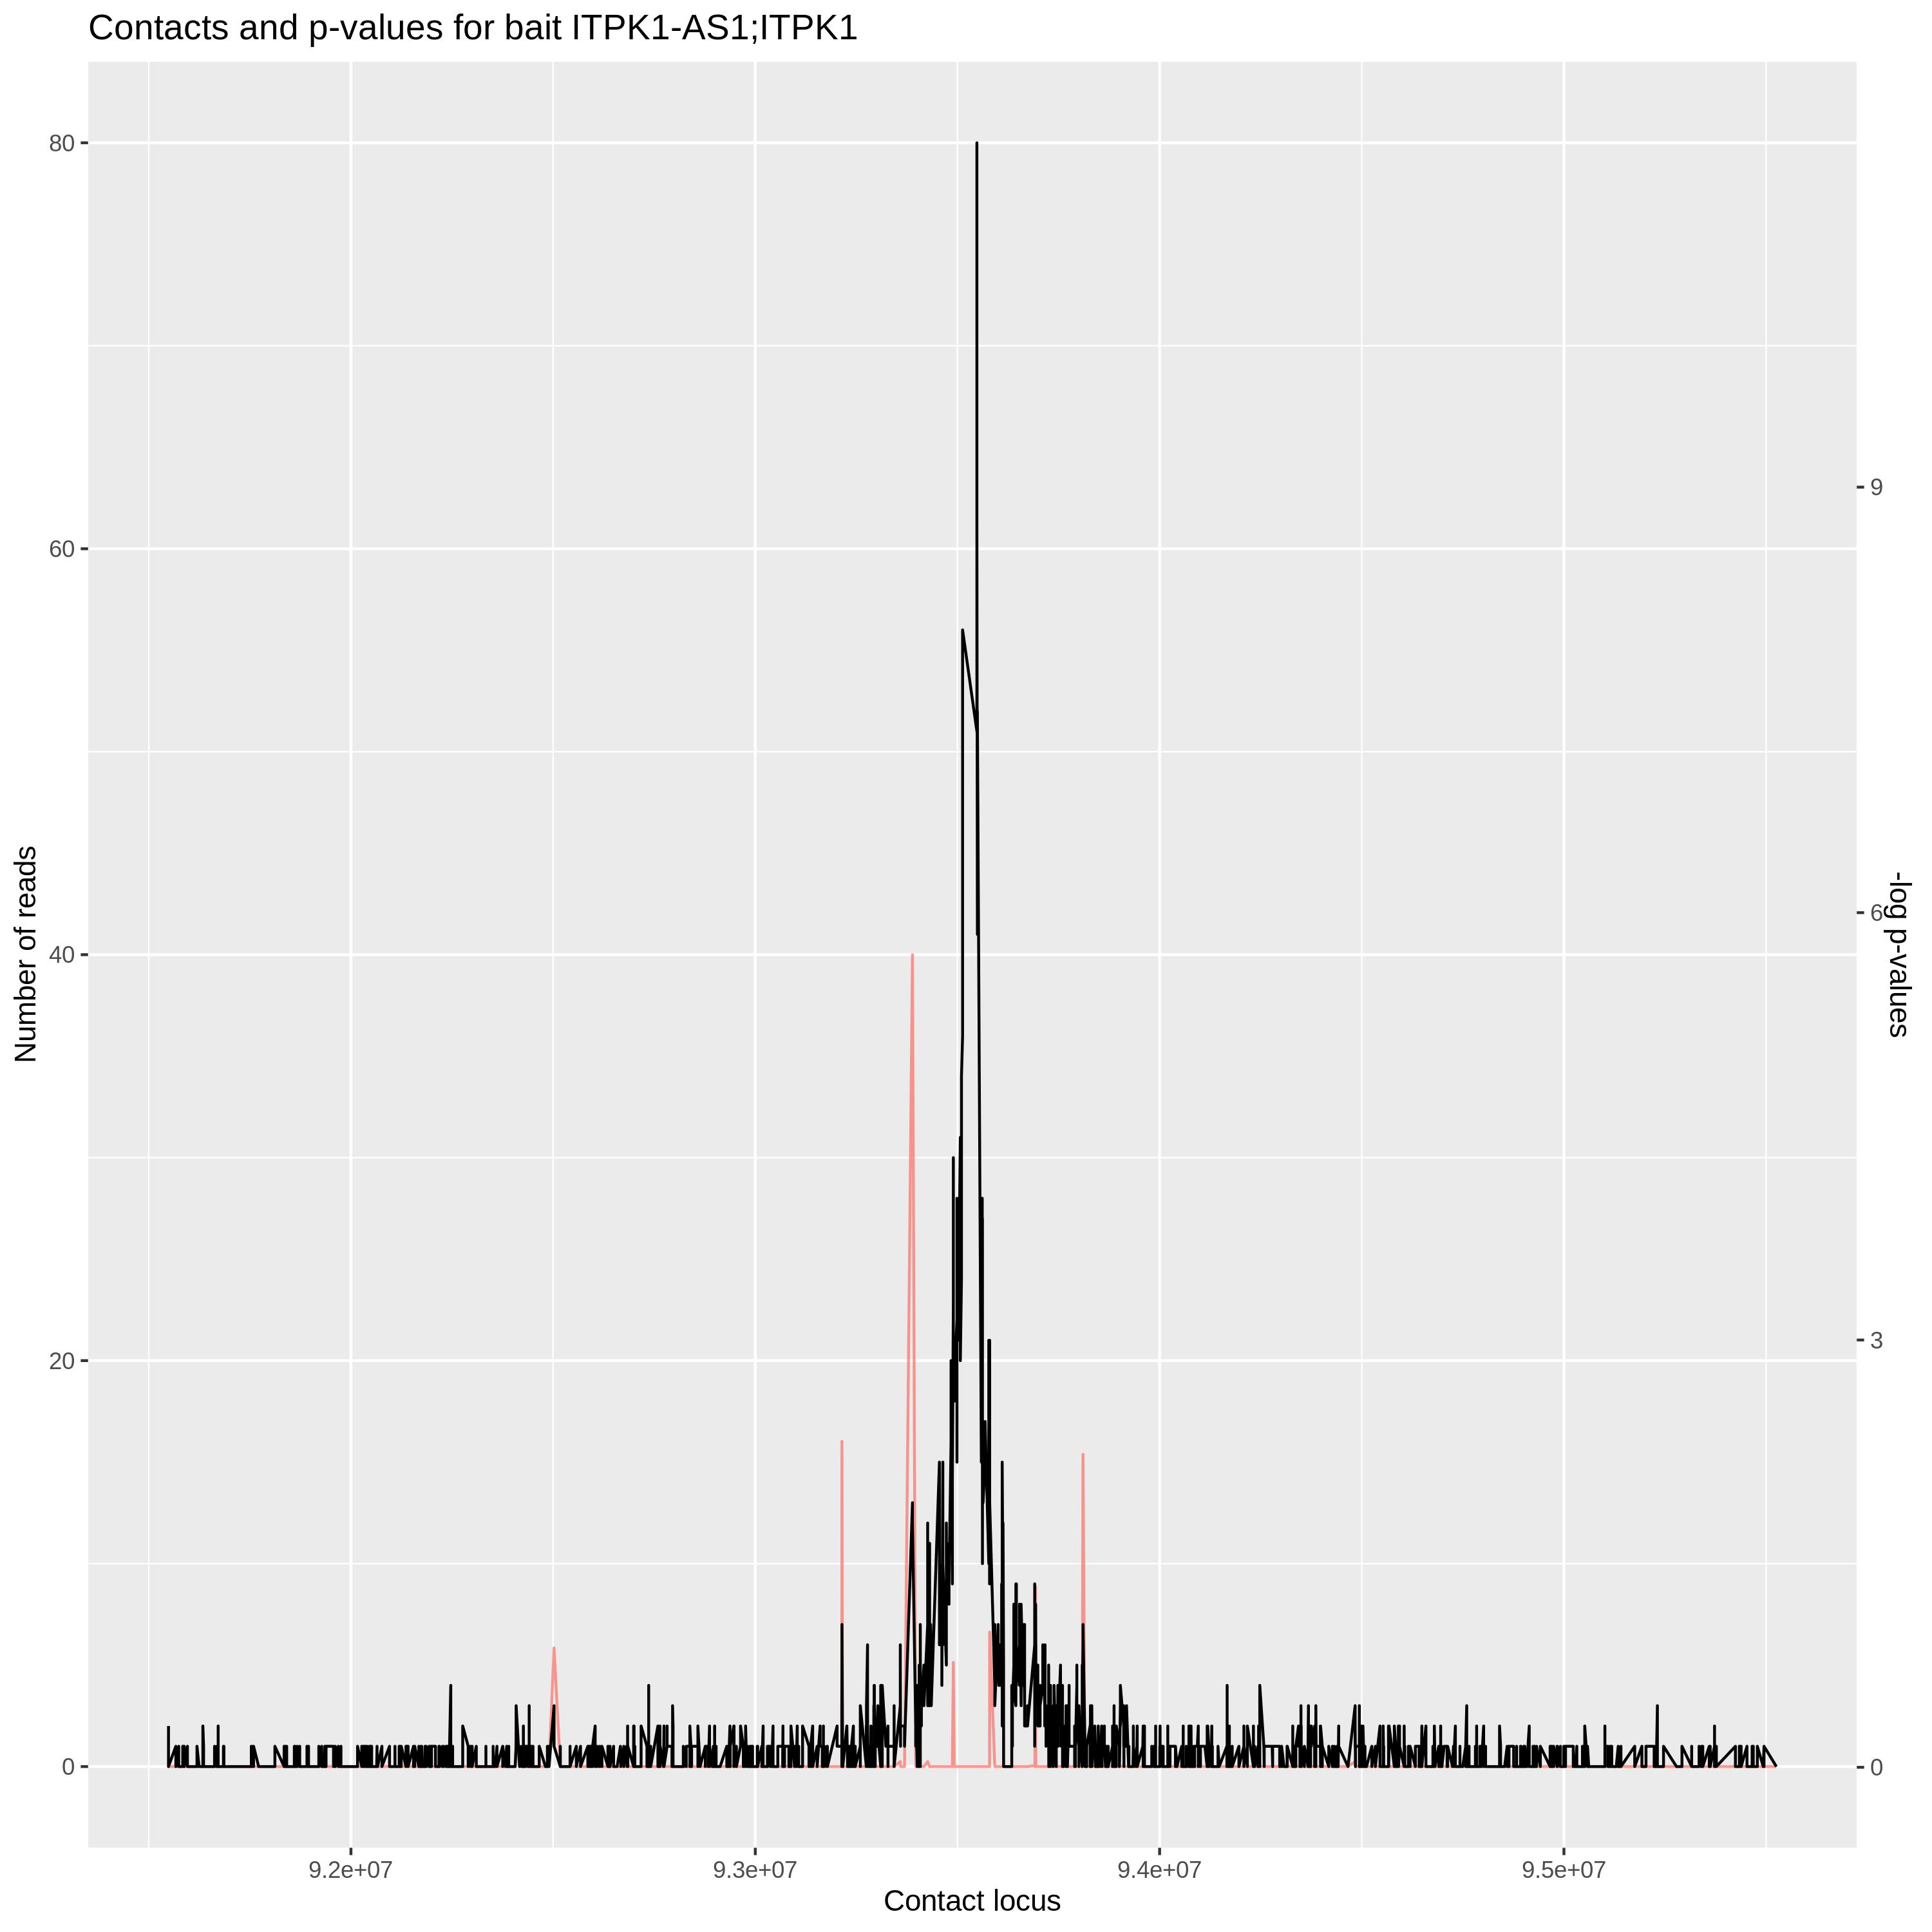 Contacts and p-values for bait ITPK1-AS1;ITPK1
80
60
40
20
0
Number of reads
9
6
3
0
-log p-values
9.2e+07
9.3e+07
9.4e+07
9.5e+07
Contact locus